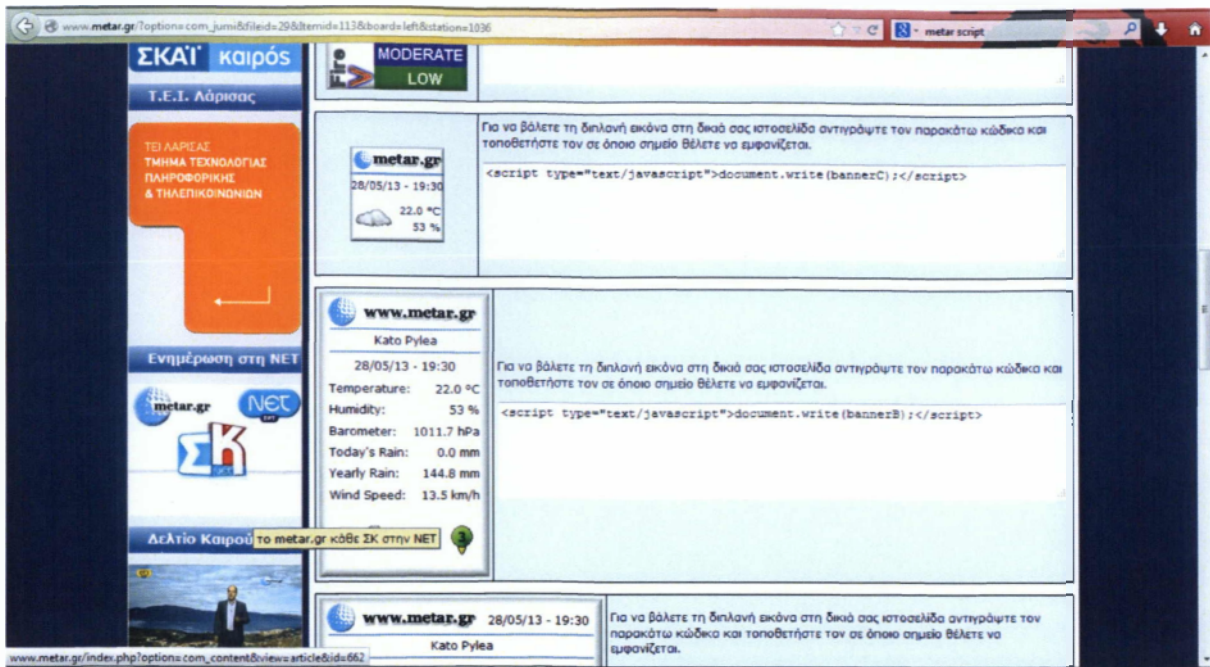 www.metar.gr/?option=com_jumi&fileid=29&Itemid=113&board=left&station=1036
metar script
ΣΚΑΪ καιρός
Τ.Ε.Ι. Λάρισας
ΤΕΙ ΛΑΡΙΣΑΣ
ΤΜΗΜΑ ΤΕΧΝΟΛΟΓΙΑΣ
ΠΛΗΡΟΦΟΡΙΚΗΣ
& ΤΗΛΕΠΙΚΟΙΝΩΝΙΩΝ
Ενημέρωση στη ΝΕΤ
metar.gr
NET
ΣΚ
Δελτίο Καιρού
το metar.gr κάθε ΣΚ στην ΝΕΤ
Fire
MODERATE
LOW
metar.gr
28/05/13 - 19:30
22.0 °C
53 %
Για να βάλετε τη διπλανή εικόνα στη δικιά σας ιστοσελίδα αντιγράψτε τον παρακάτω κώδικα και
τοποθετήστε τον σε όποιο σημείο θέλετε να εμφανίζεται.
<script type="text/javascript">document.write(bannerC);</script>
www.metar.gr
Kato Pylea
28/05/13 - 19:30
Temperature: 22.0 °C
Humidity: 53 %
Barometer: 1011.7 hPa
Today's Rain: 0.0 mm
Yearly Rain: 144.8 mm
Wind Speed: 13.5 km/h
3
Για να βάλετε τη διπλανή εικόνα στη δικιά σας ιστοσελίδα αντιγράψτε τον παρακάτω κώδικα και
τοποθετήστε τον σε όποιο σημείο θέλετε να εμφανίζεται.
<script type="text/javascript">document.write(bannerB);</script>
www.metar.gr 28/05/13 - 19:30
Kato Pylea
Για να βάλετε τη διπλανή εικόνα στη δικιά σας ιστοσελίδα αντιγράψτε τον
παρακάτω κώδικα και τοποθετήστε τον σε όποιο σημείο θέλετε να
εμφανίζεται.
www.metar.gr/index.php?option=com_content&view=article&id=662